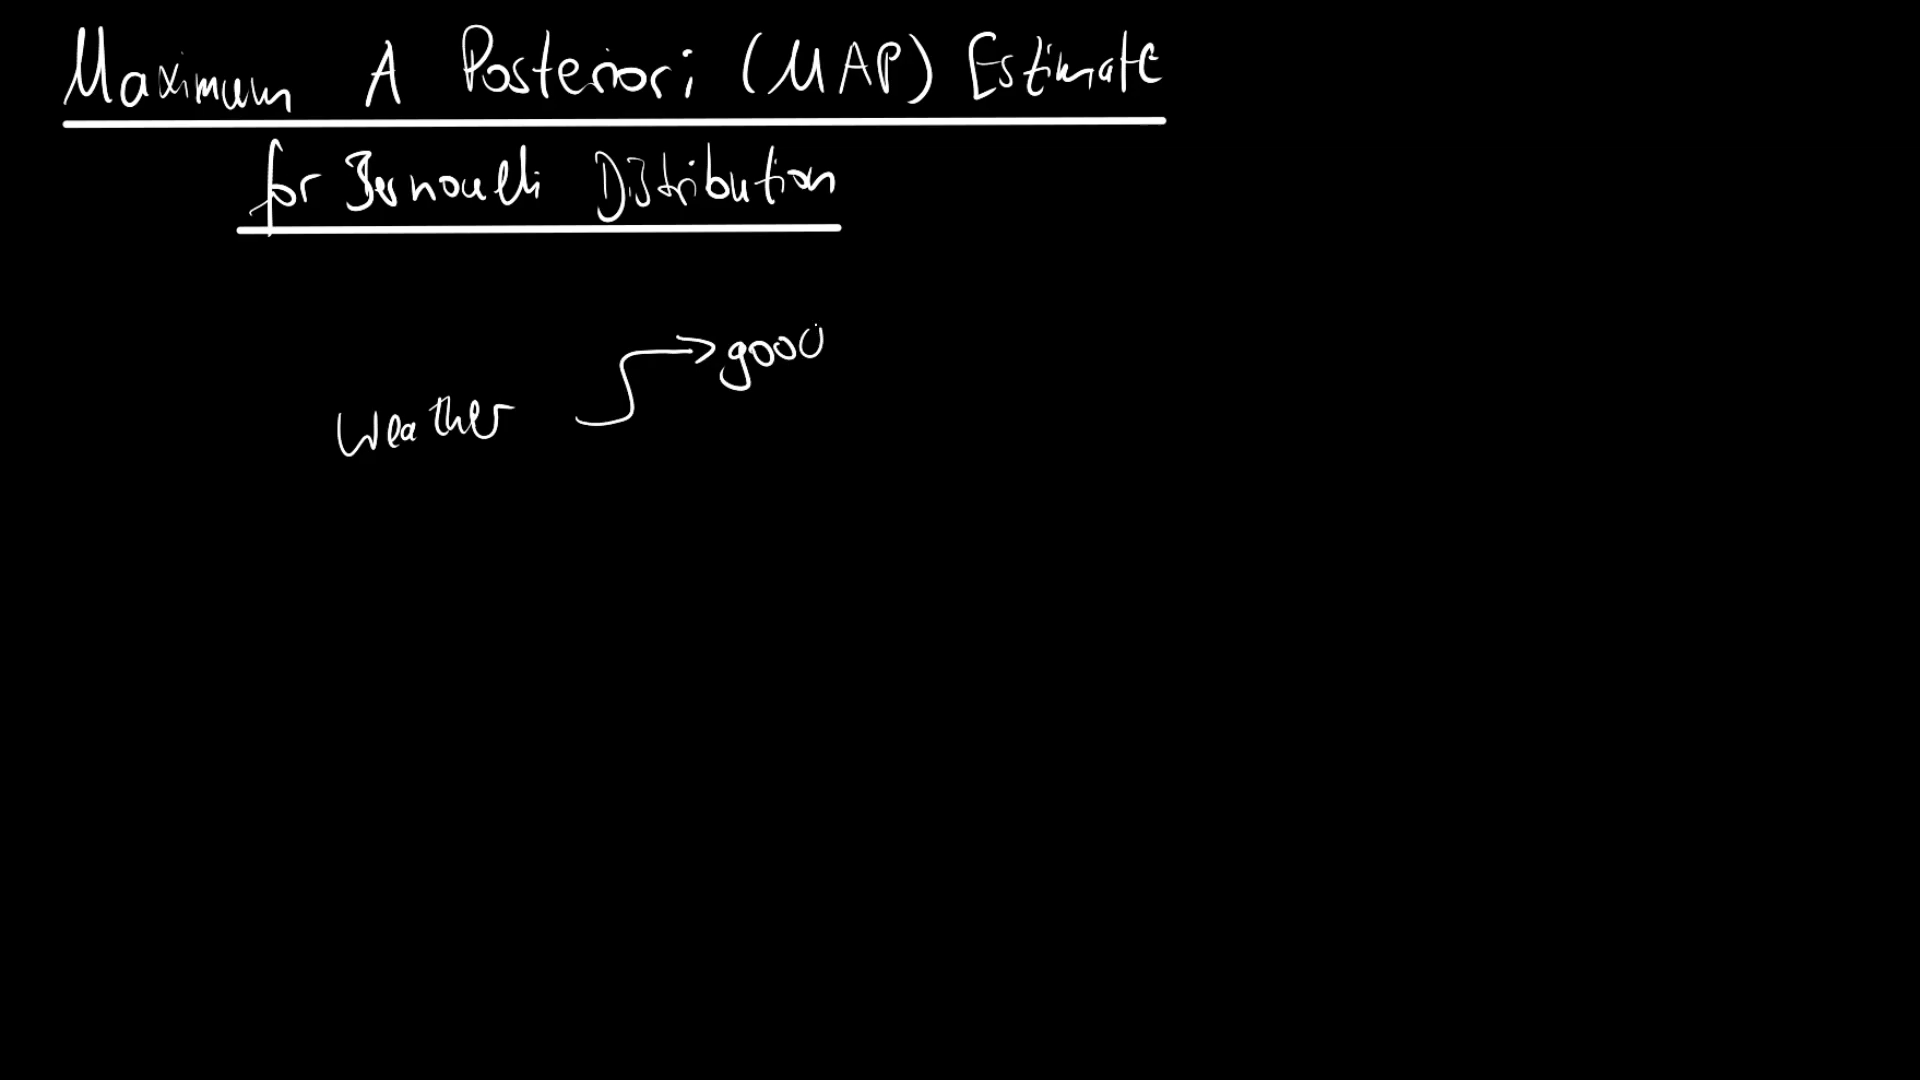 Maximum A Posteriori (MAP) Estimate
for Bernoulli Distribution
good
Weather